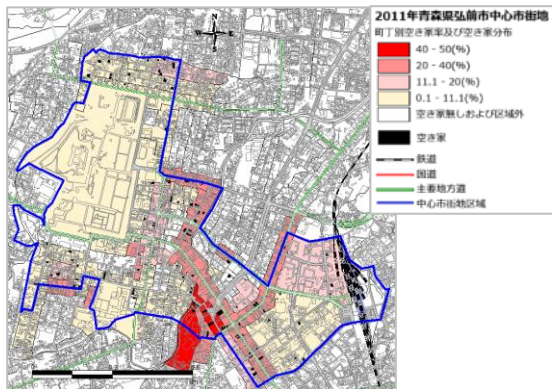 2011年青森県弘前市中心市街地
町丁別空き家率及び空き家分布
40 - 50(%)
20 - 40(%)
11.1 - 20(%)
0.1 - 11.1(%)
空き家無しおよび区域外
空き家
鉄道
国道
主要地方道
中心市街地区域
N